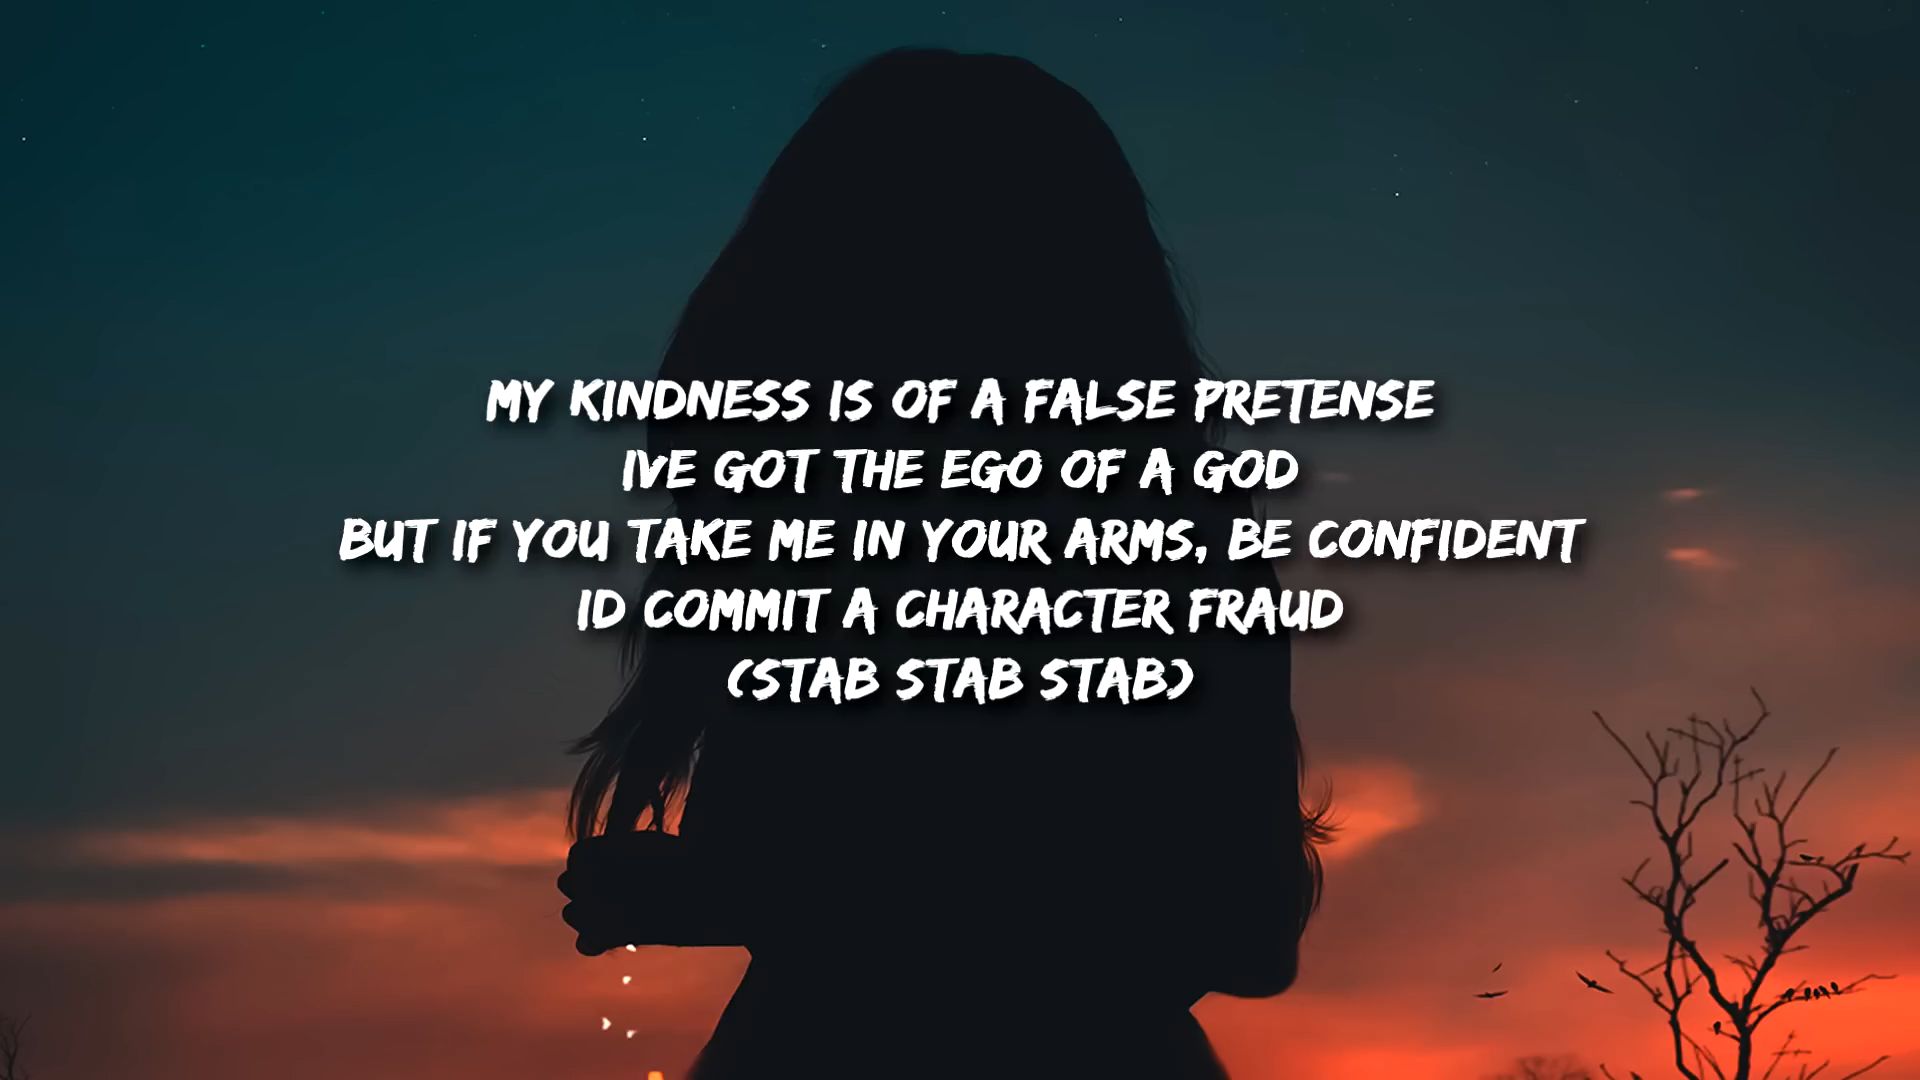 MY KINDNESS IS OF A FALSE PRETENSE
IVE GOT THE EGO OF A GOD
BUT IF YOU TAKE ME IN YOUR ARMS, BE CONFIDENT
ID COMMIT A CHARACTER FRAUD
(STAB STAB STAB)